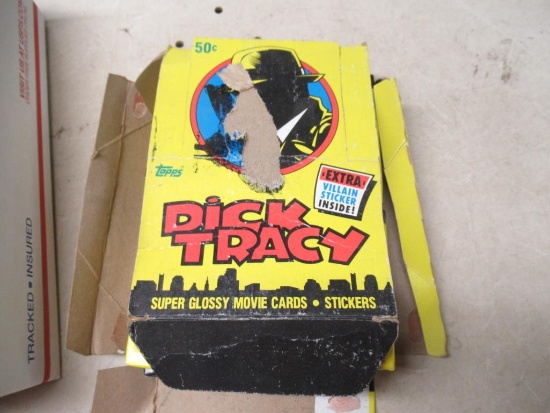 50¢
Topps
EXTRA
VILLAIN
STICKER
INSIDE!
DICK
TRACY
SUPER GLOSSY MOVIE CARDS • STICKERS
TRACKED • INSURED